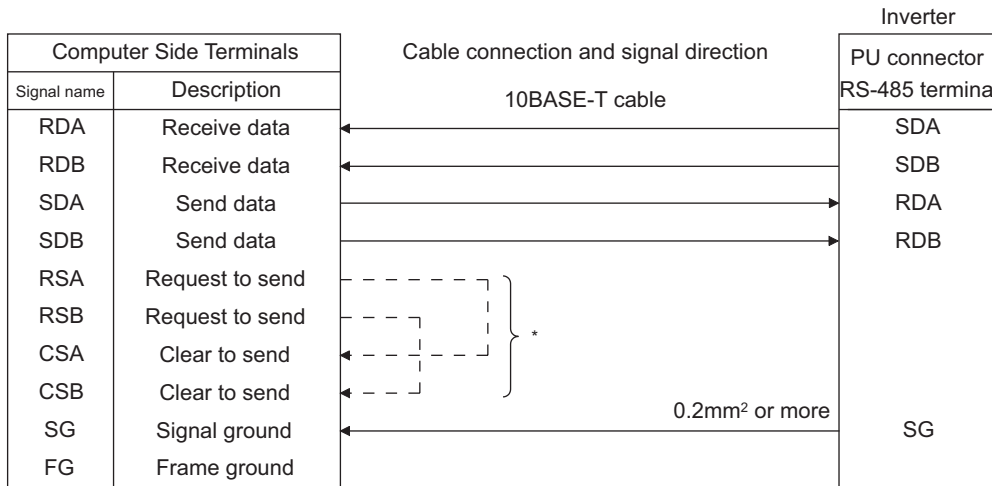 Inverter
Computer Side Terminals Cable connection and signal direction PU connector
Signal name Description 10BASE-T cable RS-485 termina
RDA Receive data SDA
RDB Receive data SDB
SDA Send data RDA
SDB Send data RDB
RSA Request to send
RSB Request to send *
CSA Clear to send
CSB Clear to send
0.2mm² or more
SG Signal ground SG
FG Frame ground